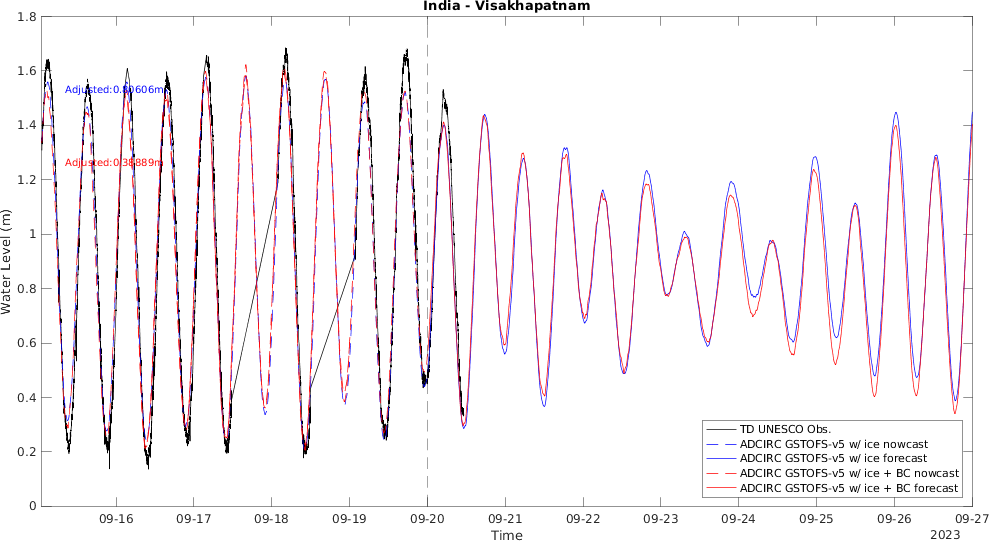 India - Visakhapatnam
1.8
1.6
1.4
1.2
1
0.8
0.6
0.4
0.2
0
Water Level (m)
Adjusted:0.80606m
Adjusted:0.38889m
TD UNESCO Obs.
ADCIRC GSTOFS-v5 w/ ice nowcast
ADCIRC GSTOFS-v5 w/ ice forecast
ADCIRC GSTOFS-v5 w/ ice + BC nowcast
ADCIRC GSTOFS-v5 w/ ice + BC forecast
09-16 09-17 09-18 09-19 09-20 09-21 09-22 09-23 09-24 09-25 09-26 09-27
Time
2023